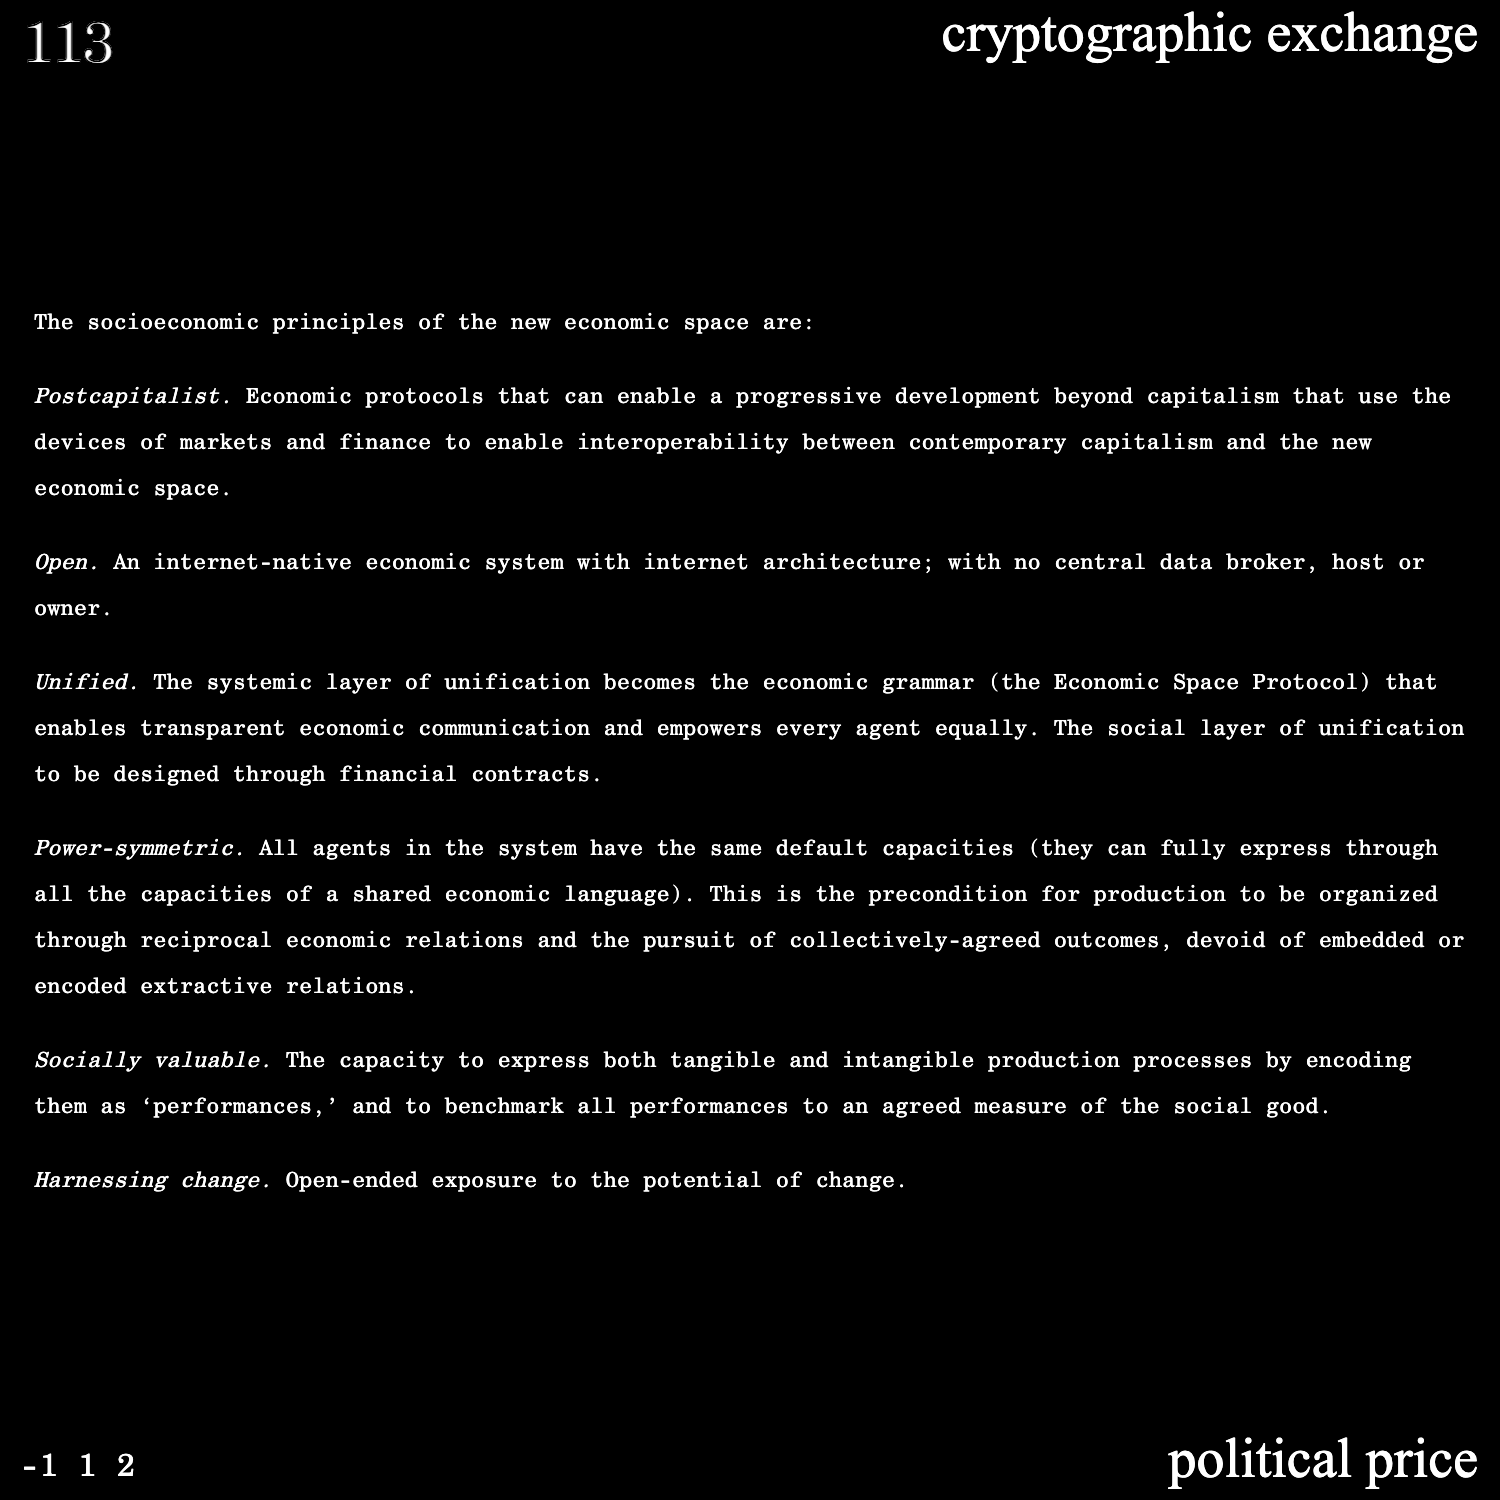 113
cryptographic exchange
The socioeconomic principles of the new economic space are:
Postcapitalist. Economic protocols that can enable a progressive development beyond capitalism that use the
devices of markets and finance to enable interoperability between contemporary capitalism and the new
economic space.
Open. An internet-native economic system with internet architecture; with no central data broker, host or
owner.
Unified. The systemic layer of unification becomes the economic grammar (the Economic Space Protocol) that
enables transparent economic communication and empowers every agent equally. The social layer of unification
to be designed through financial contracts.
Power-symmetric. All agents in the system have the same default capacities (they can fully express through
all the capacities of a shared economic language). This is the precondition for production to be organized
through reciprocal economic relations and the pursuit of collectively-agreed outcomes, devoid of embedded or
encoded extractive relations.
Socially valuable. The capacity to express both tangible and intangible production processes by encoding
them as ‘performances,’ and to benchmark all performances to an agreed measure of the social good.
Harnessing change. Open-ended exposure to the potential of change.
-1 1 2
political price